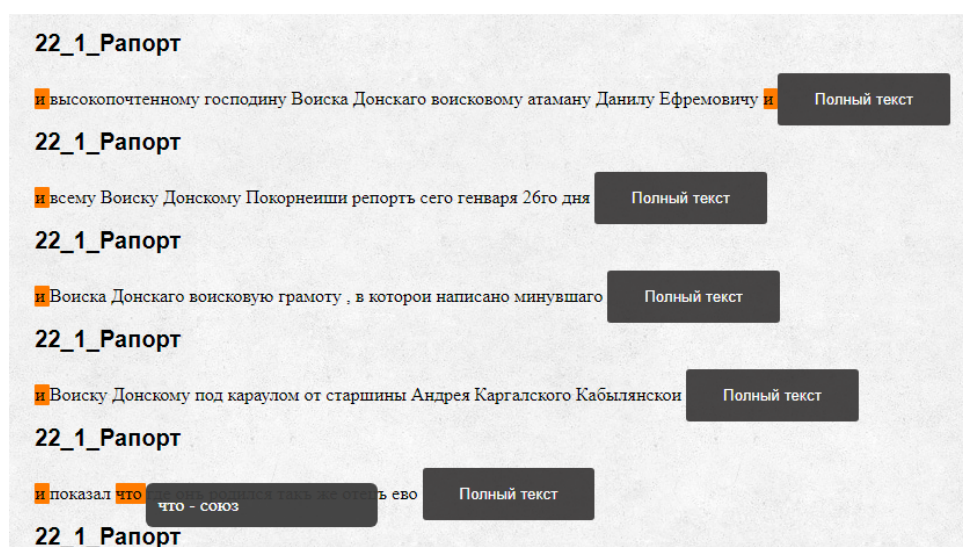 22_1_Рапорт
и высокопочтенному господину Воиска Донскаго воисковому атаману Данилу Ефремовичу и Полный текст
22_1_Рапорт
и всему Воиску Донскому Покорнеиши репортъ сего генваря 26го дня Полный текст
22_1_Рапорт
и Воиска Донскаго воисковую грамоту , в которои написано минувшаго Полный текст
22_1_Рапорт
и Воиску Донскому под караулом от старшины Андрея Каргалского Кабылянскои Полный текст
22_1_Рапорт
и показал что где онъ родился такъ же отецъ ево Полный текст
что - союз
22_1_Рапорт